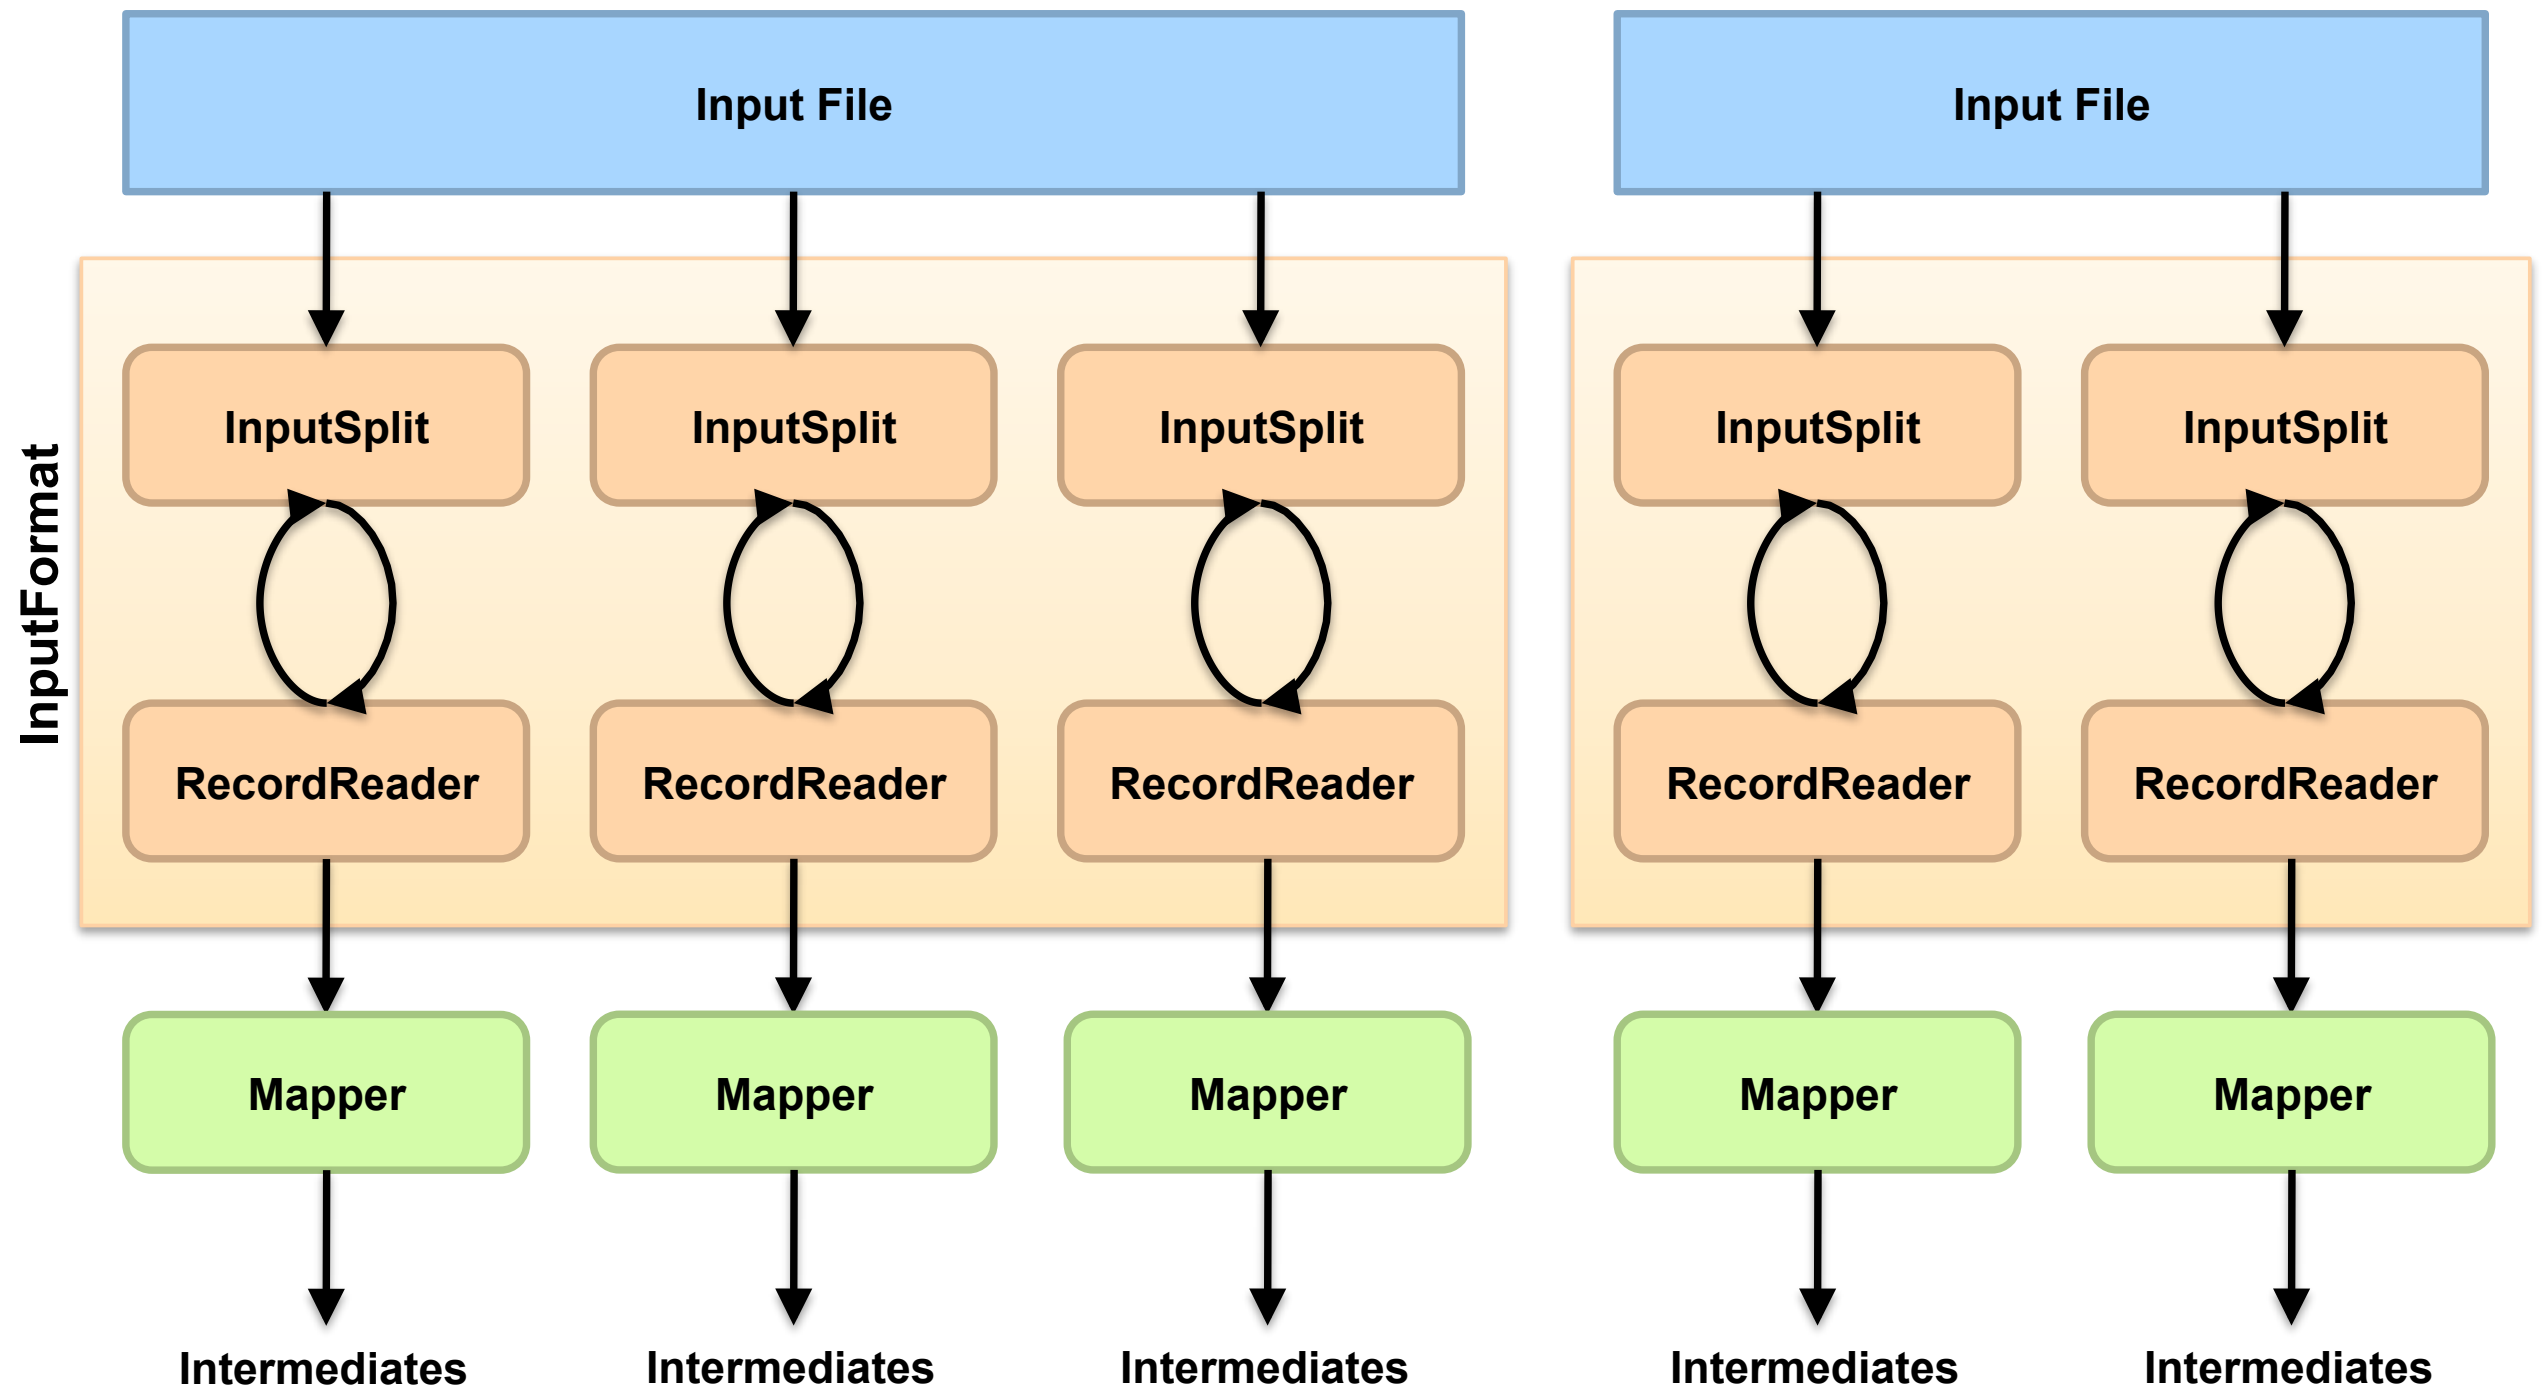 Input File
Input File
InputFormat
InputSplit
InputSplit
InputSplit
InputSplit
InputSplit
RecordReader
RecordReader
RecordReader
RecordReader
RecordReader
Mapper
Mapper
Mapper
Mapper
Mapper
Intermediates
Intermediates
Intermediates
Intermediates
Intermediates